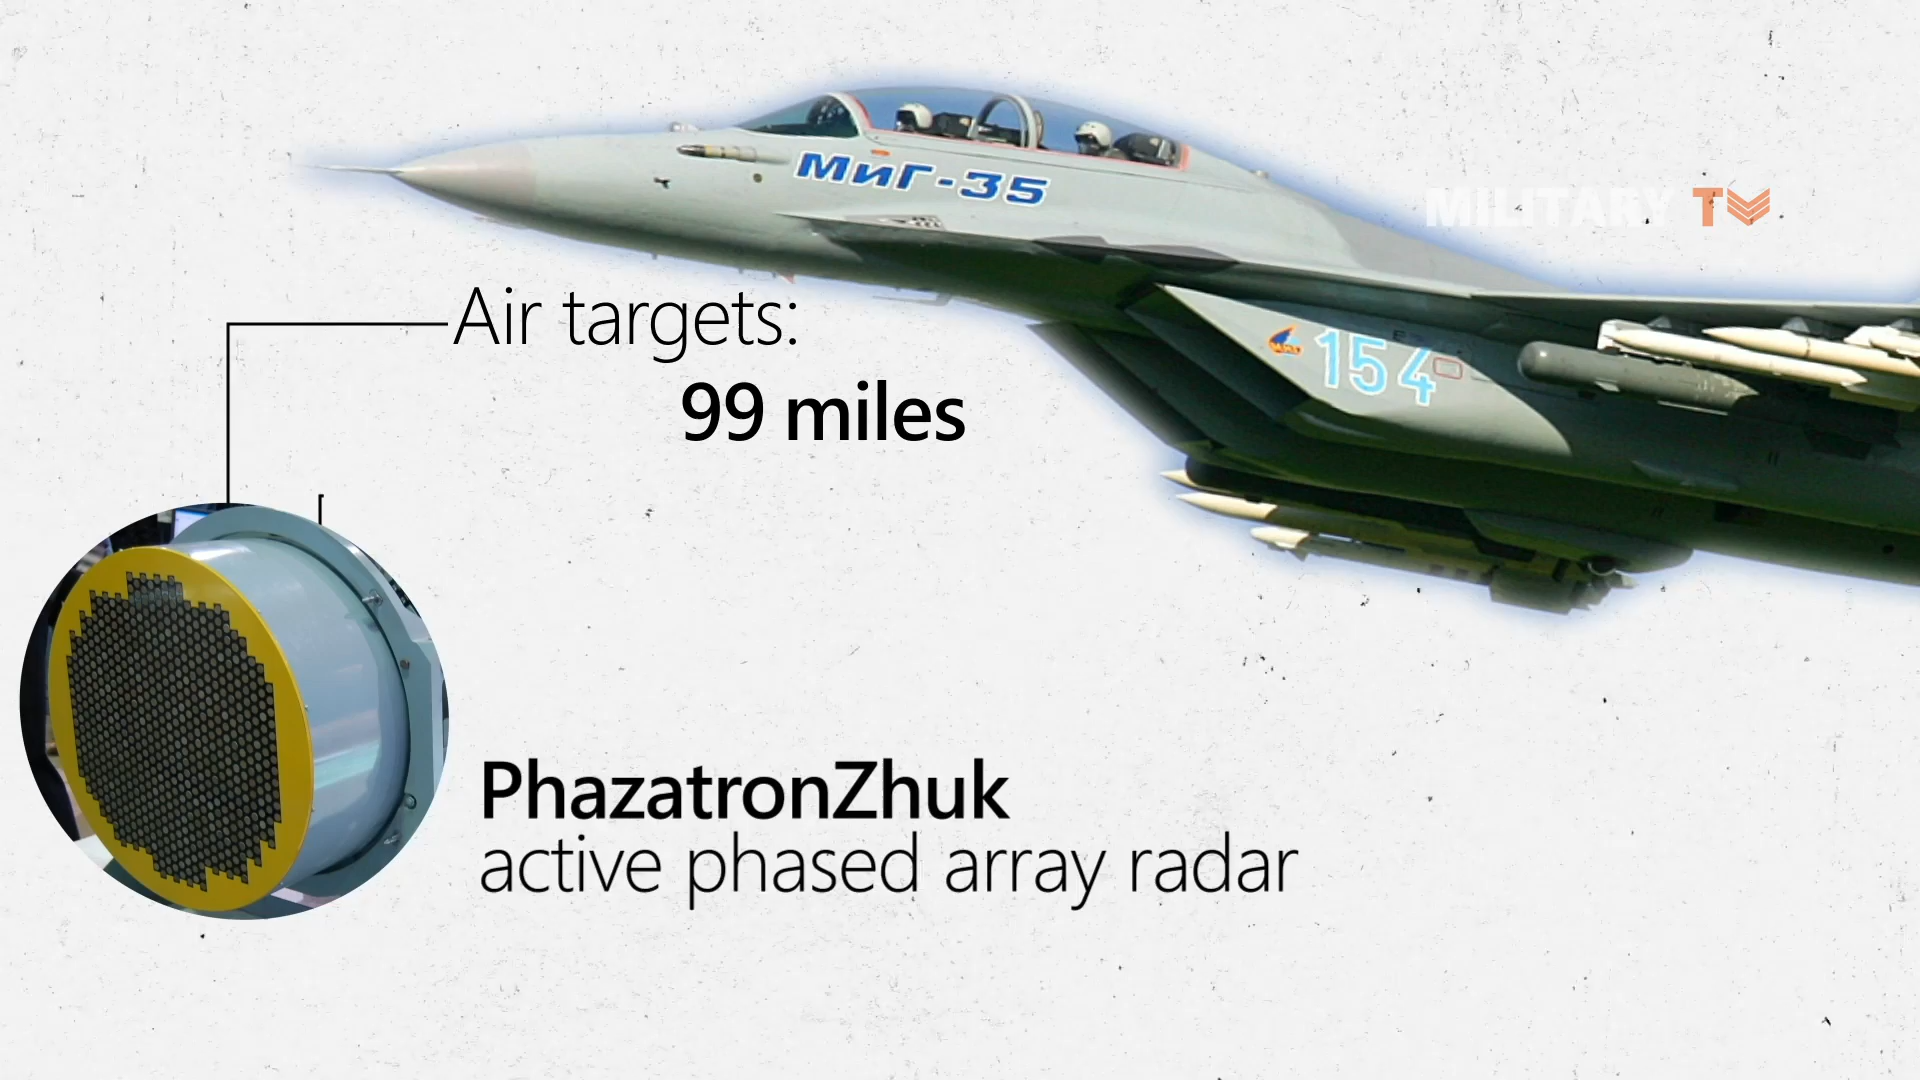 МиГ-35
MILITARY TV
Air targets:
154
99 miles
PhazatronZhuk
active phased array radar